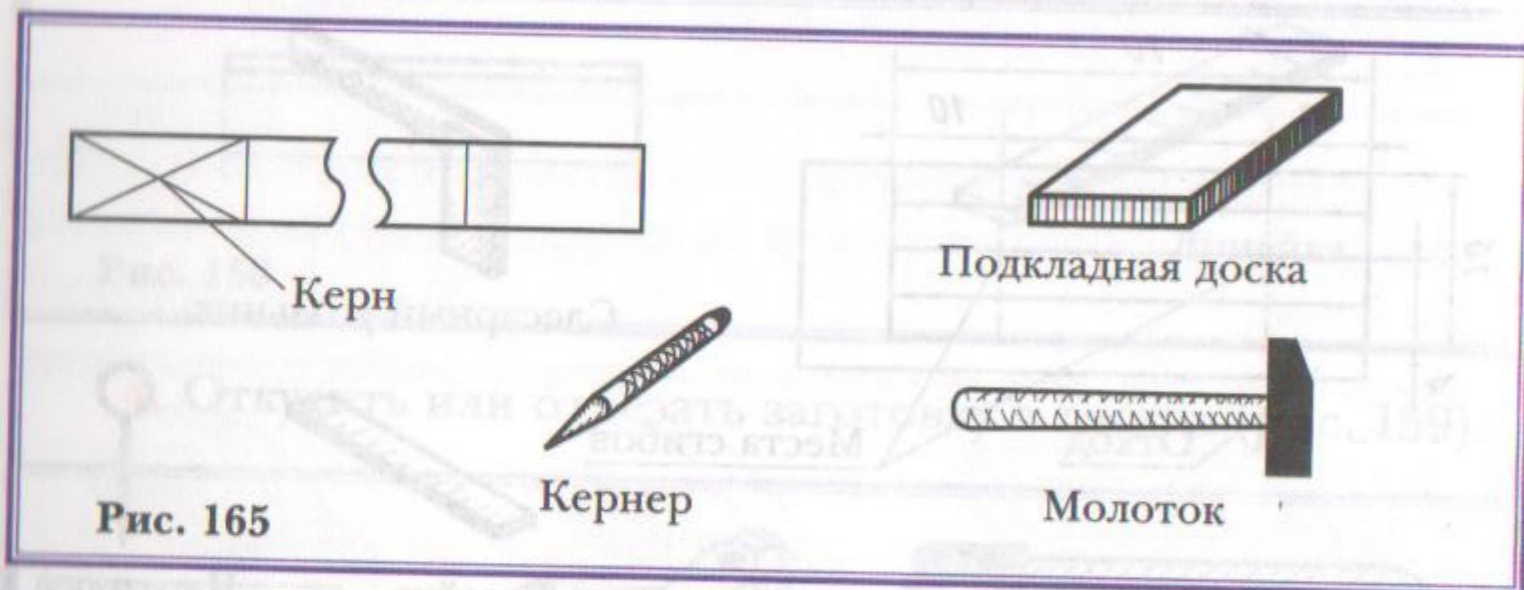 Керн
Подкладная доска
Кернер
Молоток
Рис. 165